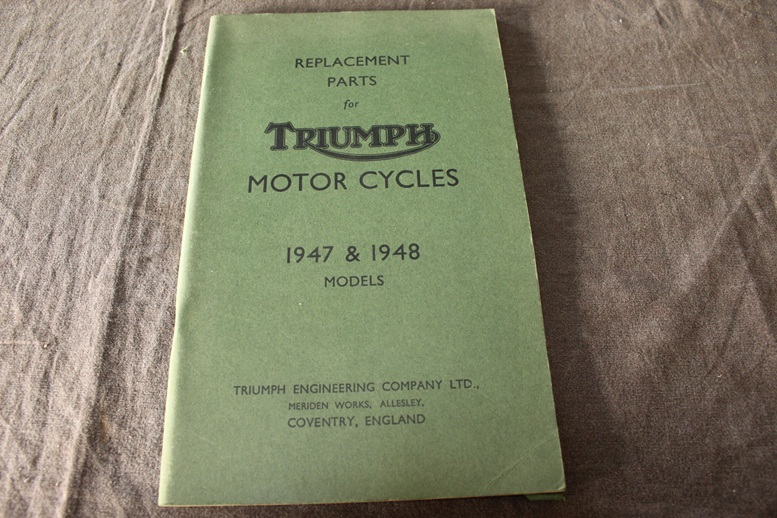 REPLACEMENT
PARTS
for
TRIUMPH
MOTOR CYCLES
1947 & 1948
MODELS
TRIUMPH ENGINEERING COMPANY LTD.,
MERIDEN WORKS, ALLESLEY,
COVENTRY, ENGLAND